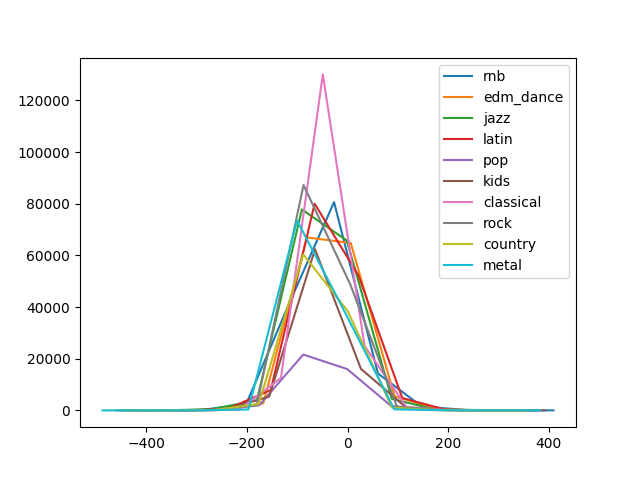 120000
100000
80000
60000
40000
20000
0
−400
−200
0
200
400
rnb
edm_dance
jazz
latin
pop
kids
classical
rock
country
metal